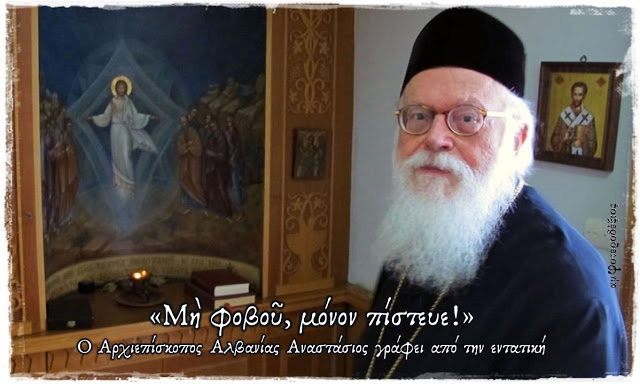 «Μὴ φοβοῦ, μόνον πίστευε!»
Ο Αρχιεπίσκοπος Αλβανίας Αναστάσιος γράφει από την εντατική